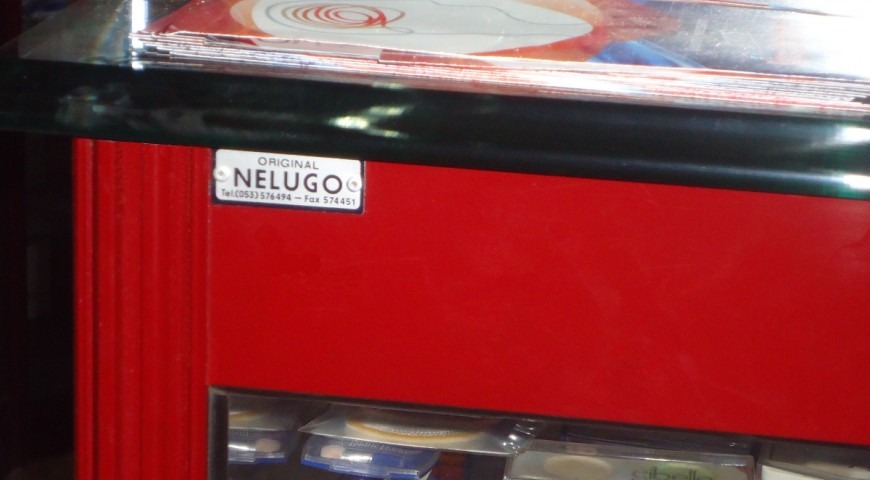 ORIGINAL
NELUGO
Tel.(053)576494 — Fax 574451